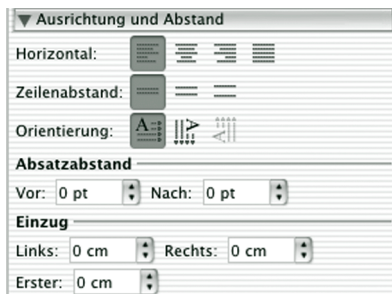 Ausrichtung und Abstand
Horizontal:
Zeilenabstand:
Orientierung:
Absatzabstand
Vor: 0 pt Nach: 0 pt
Einzug
Links: 0 cm Rechts: 0 cm
Erster: 0 cm